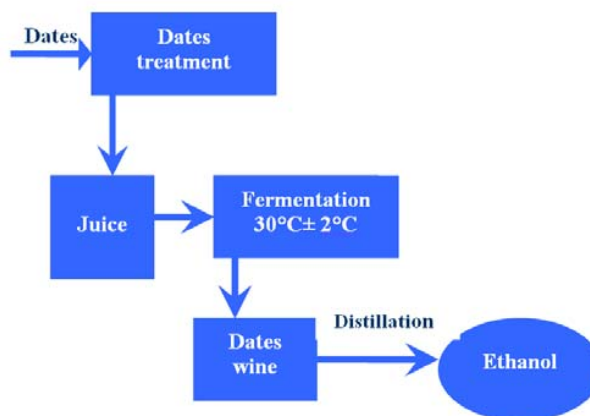 Dates
Dates
treatment
Juice
Fermentation
30°C± 2°C
Dates
wine
Distillation
Ethanol